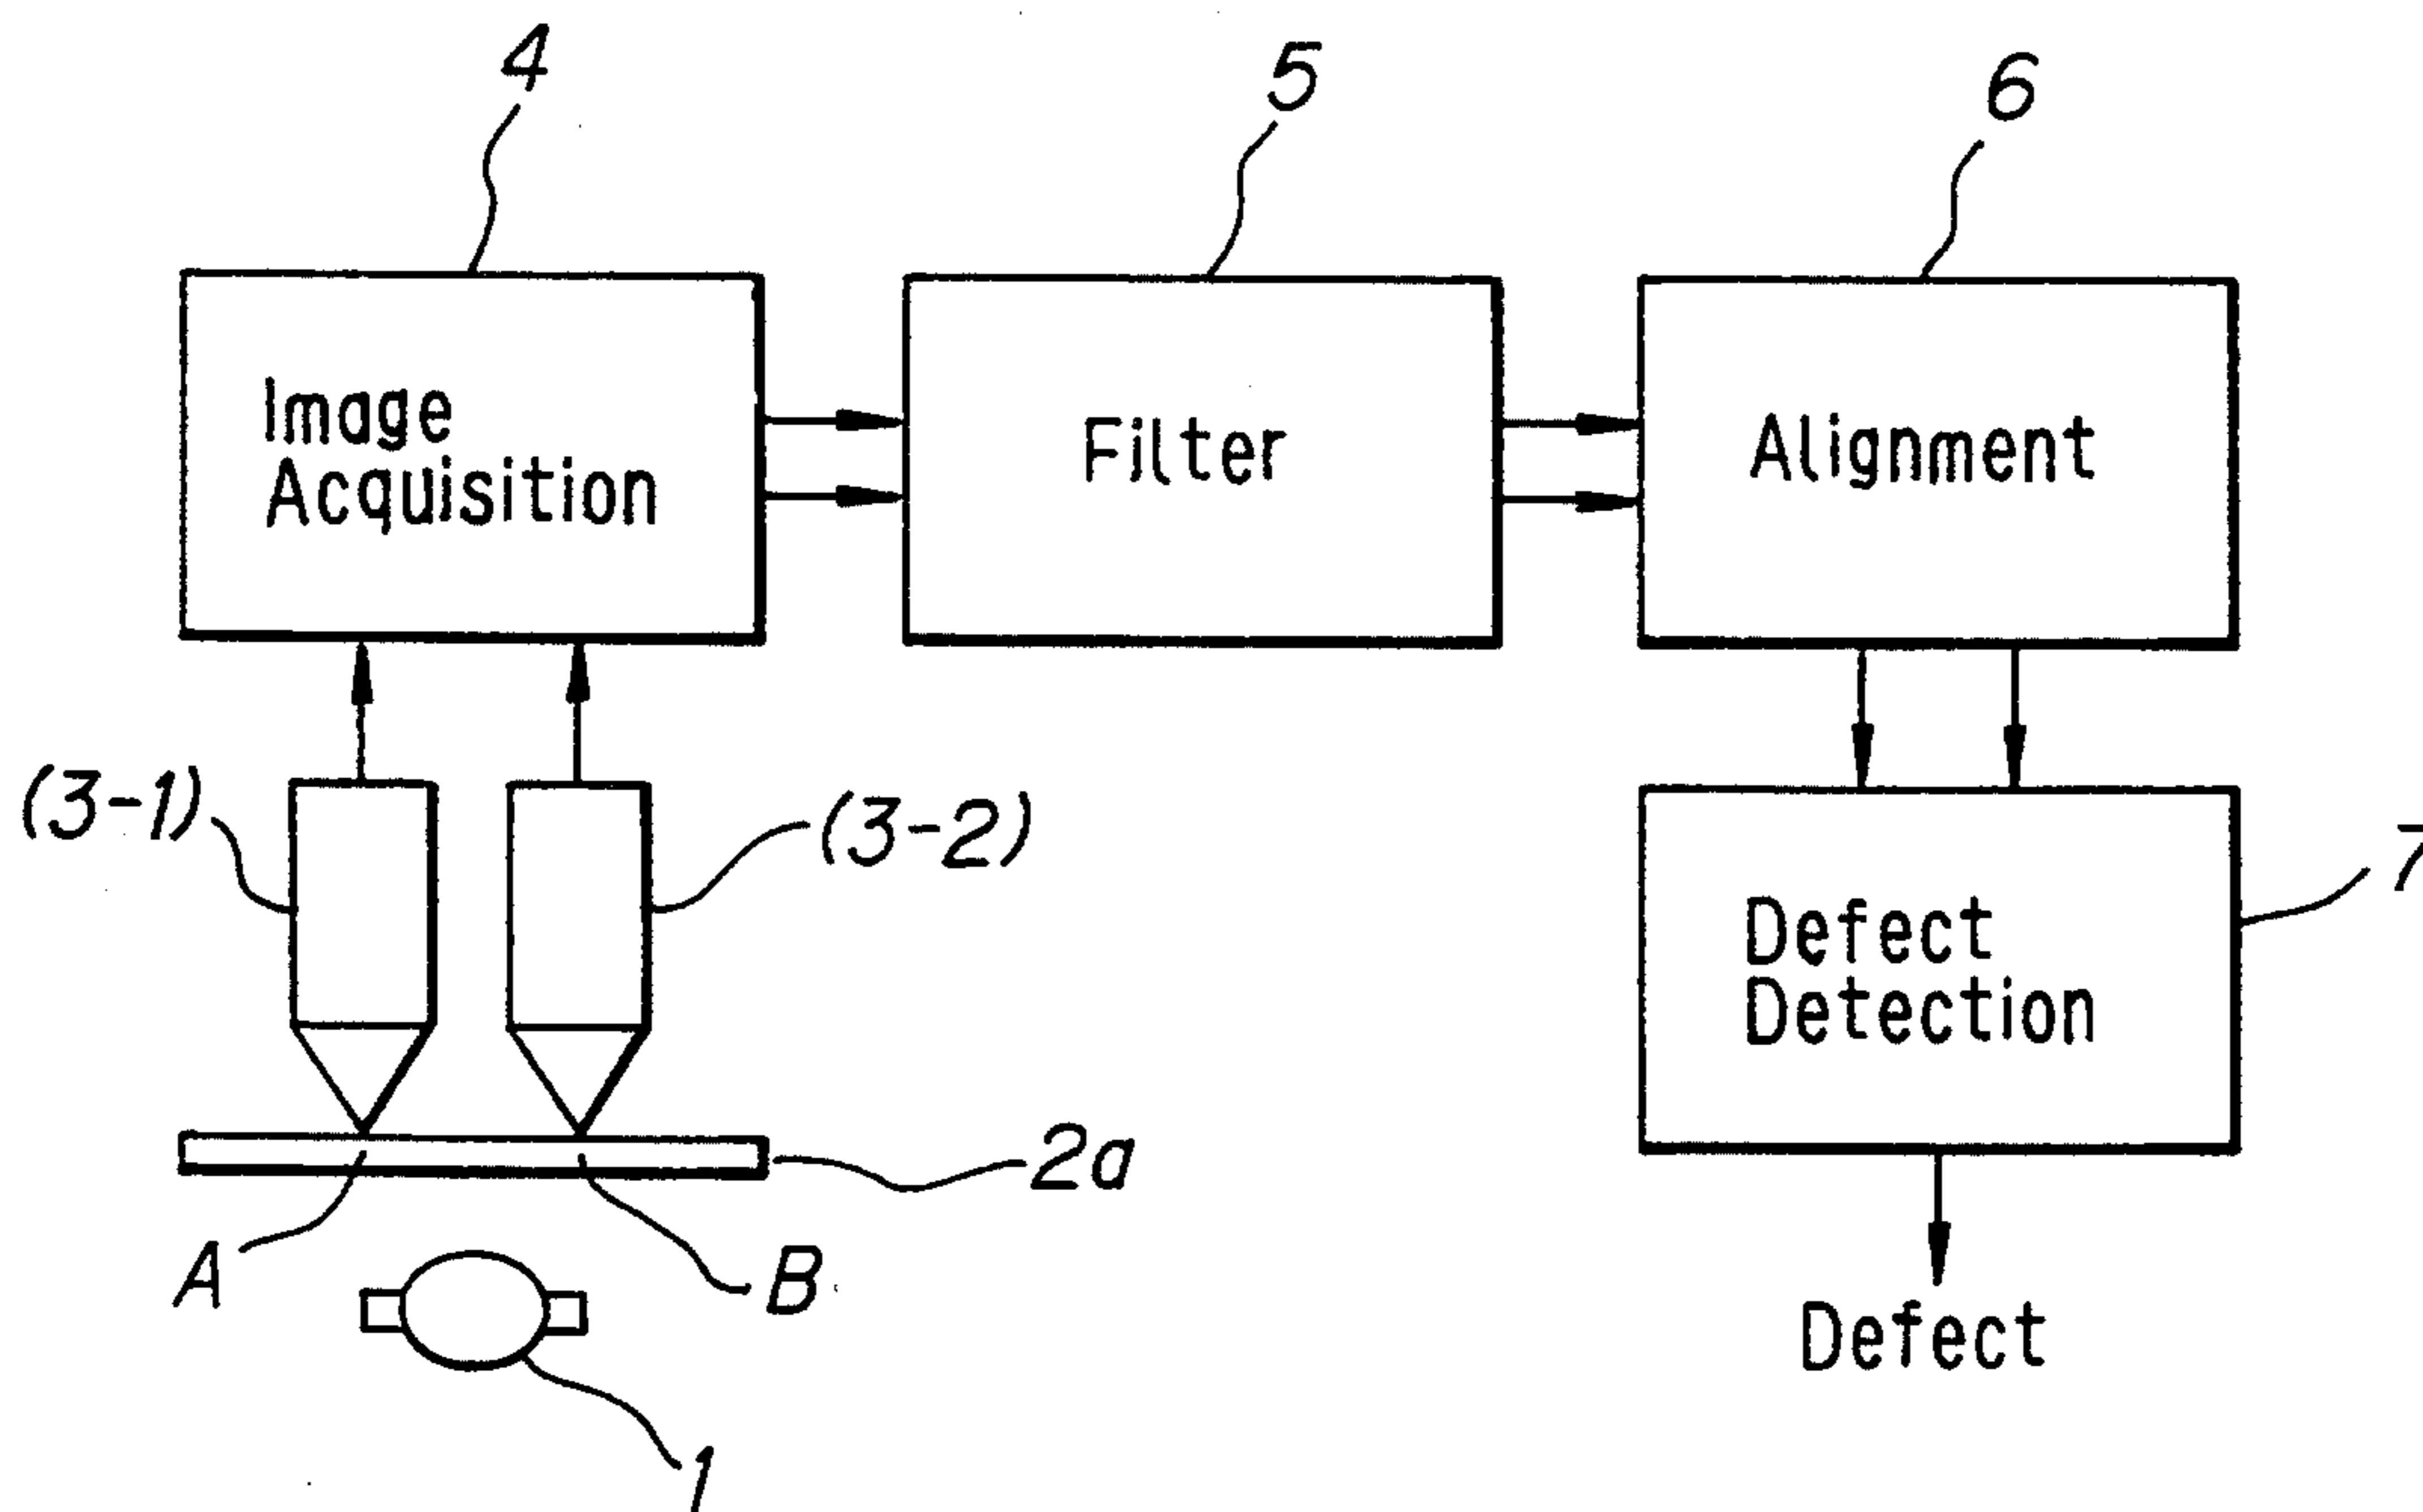 4
5
6
Image
Acquisition
Filter
Alignment
(3-1)
(3-2)
7
Defect
Detection
2a
A
B
Defect
1